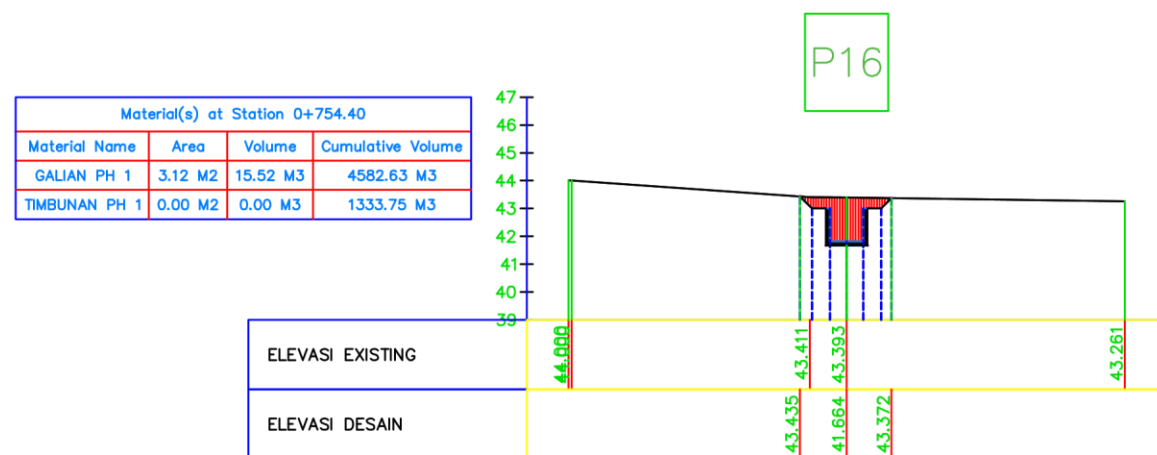 P16
Material(s) at Station 0+754.40
Material Name Area Volume Cumulative Volume
GALIAN PH 1 3.12 M2 15.52 M3 4582.63 M3
TIMBUNAN PH 1 0.00 M2 0.00 M3 1333.75 M3
47
46
45
44
43
42
41
40
39
ELEVASI EXISTING
44.000
43.411
43.393
43.261
ELEVASI DESAIN
43.435
41.664
43.372